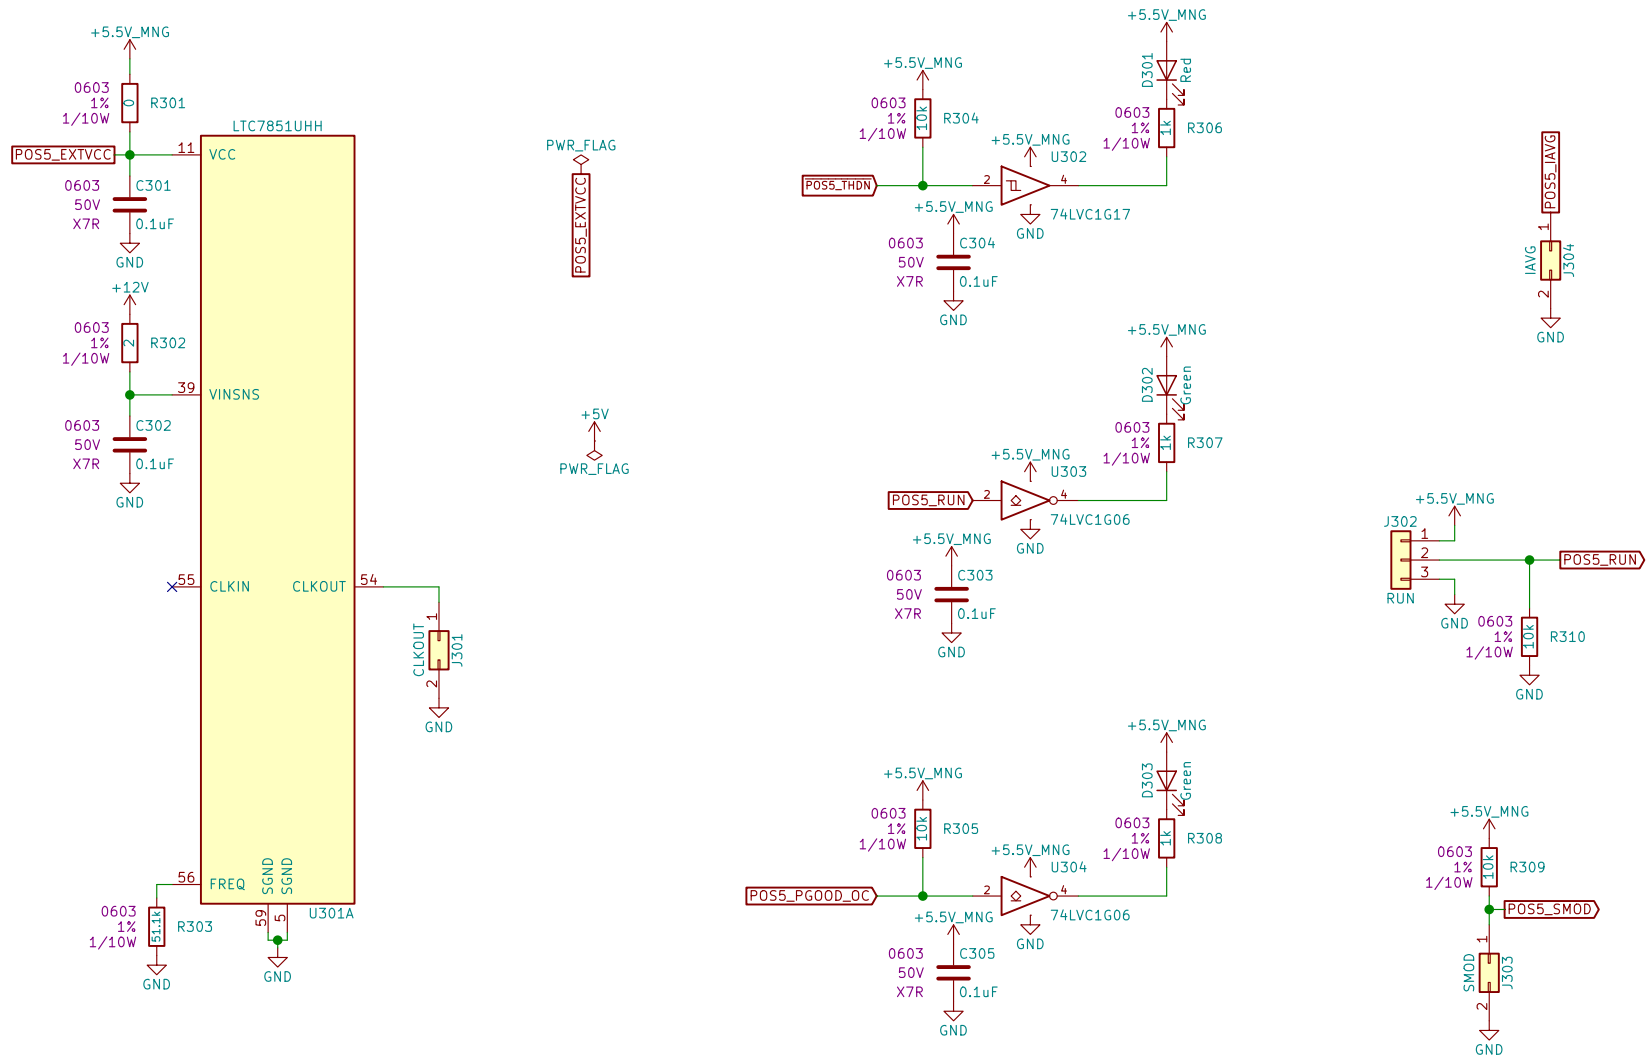 +5.5V_MNG
0603
1%
1/10W
0
R301
LTC7851UHH
POS5_EXTVCC
11
VCC
0603
50V
X7R
C301
0.1uF
GND
+12V
0603
1%
1/10W
2
R302
39
VINSNS
0603
50V
X7R
C302
0.1uF
GND
55
CLKIN
CLKOUT
54
1
CLKOUT
J301
2
GND
56
FREQ
SGND
SGND
59
5
U301A
GND
0603
1%
1/10W
51.1k
R303
GND
PWR_FLAG
POS5_EXTVCC
+5V
PWR_FLAG
+5.5V_MNG
D301
Red
0603
1%
1/10W
1k
R306
+5.5V_MNG
0603
1%
1/10W
10k
R304
+5.5V_MNG
U302
POS5_THDN
2
4
74LVC1G17
GND
+5.5V_MNG
0603
50V
X7R
C304
0.1uF
GND
+5.5V_MNG
D302
Green
0603
1%
1/10W
1k
R307
+5.5V_MNG
U303
POS5_RUN
2
4
74LVC1G06
GND
+5.5V_MNG
0603
50V
X7R
C303
0.1uF
GND
+5.5V_MNG
D303
Green
0603
1%
1/10W
1k
R308
+5.5V_MNG
0603
1%
1/10W
10k
R305
+5.5V_MNG
U304
POS5_PGOOD_OC
2
4
74LVC1G06
GND
+5.5V_MNG
0603
50V
X7R
C305
0.1uF
GND
POS5_IAVG
1
IAVG
J304
2
GND
+5.5V_MNG
J302
1
2
3
RUN
GND
POS5_RUN
0603
1%
1/10W
10k
R310
GND
+5.5V_MNG
0603
1%
1/10W
10k
R309
POS5_SMOD
1
SMOD
J303
2
GND